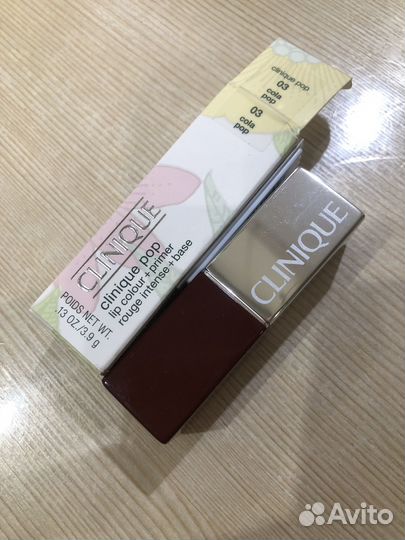 clinique pop
03
cola
pop
03
cola
pop
CLINIQUE
clinique pop
lip colour+primer
rouge intense+base
POIDS NET WT.
.13 OZ./3.9 g
CLINIQUE
Avito